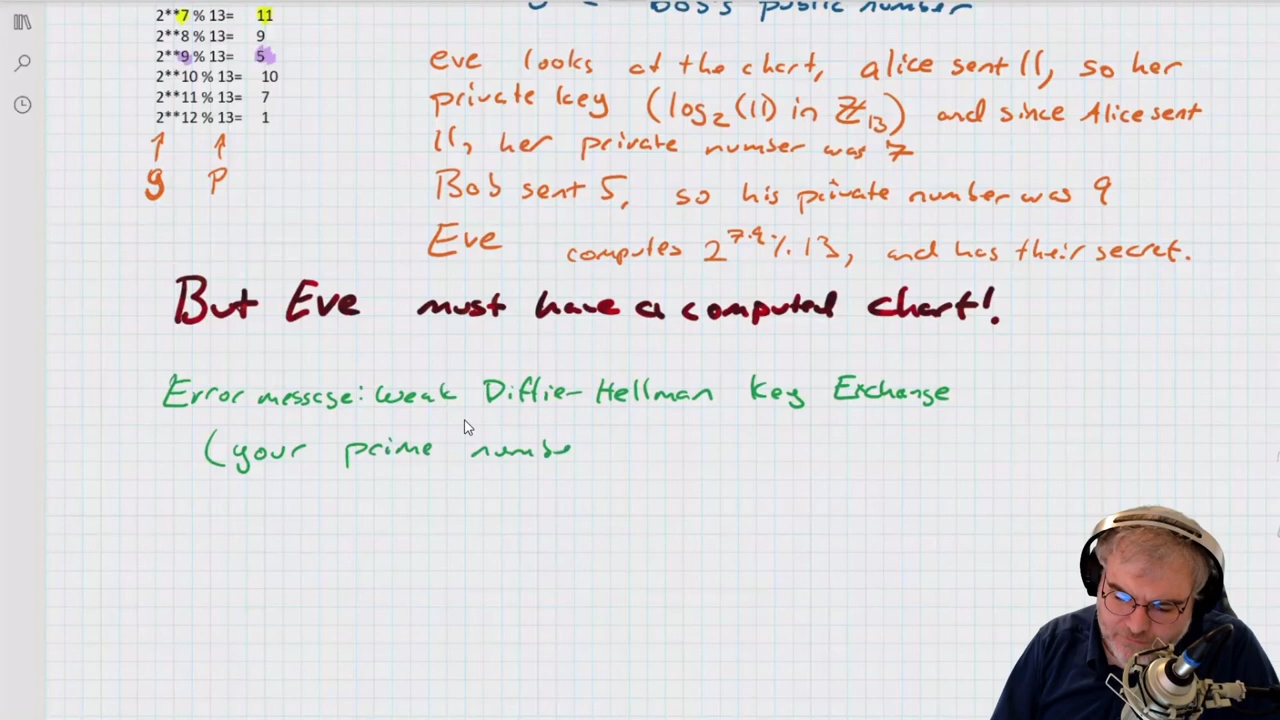 2**7 % 13= 11
2**8 % 13= 9
2**9 % 13= 5
2**10 % 13= 10
2**11 % 13= 7
2**12 % 13= 1
g p
Bob's public number
eve looks at the chart, alice sent 11, so her
private key (log₂(11) in ℤ₁₃) and since Alice sent
11, her private number was 7
Bob sent 5, so his private number was 9
Eve computes 2^7·9 % 13, and has their secret.
But Eve must have a computed chart!
Error message: weak Diffie-Hellman Key Exchange
(your prime numbe